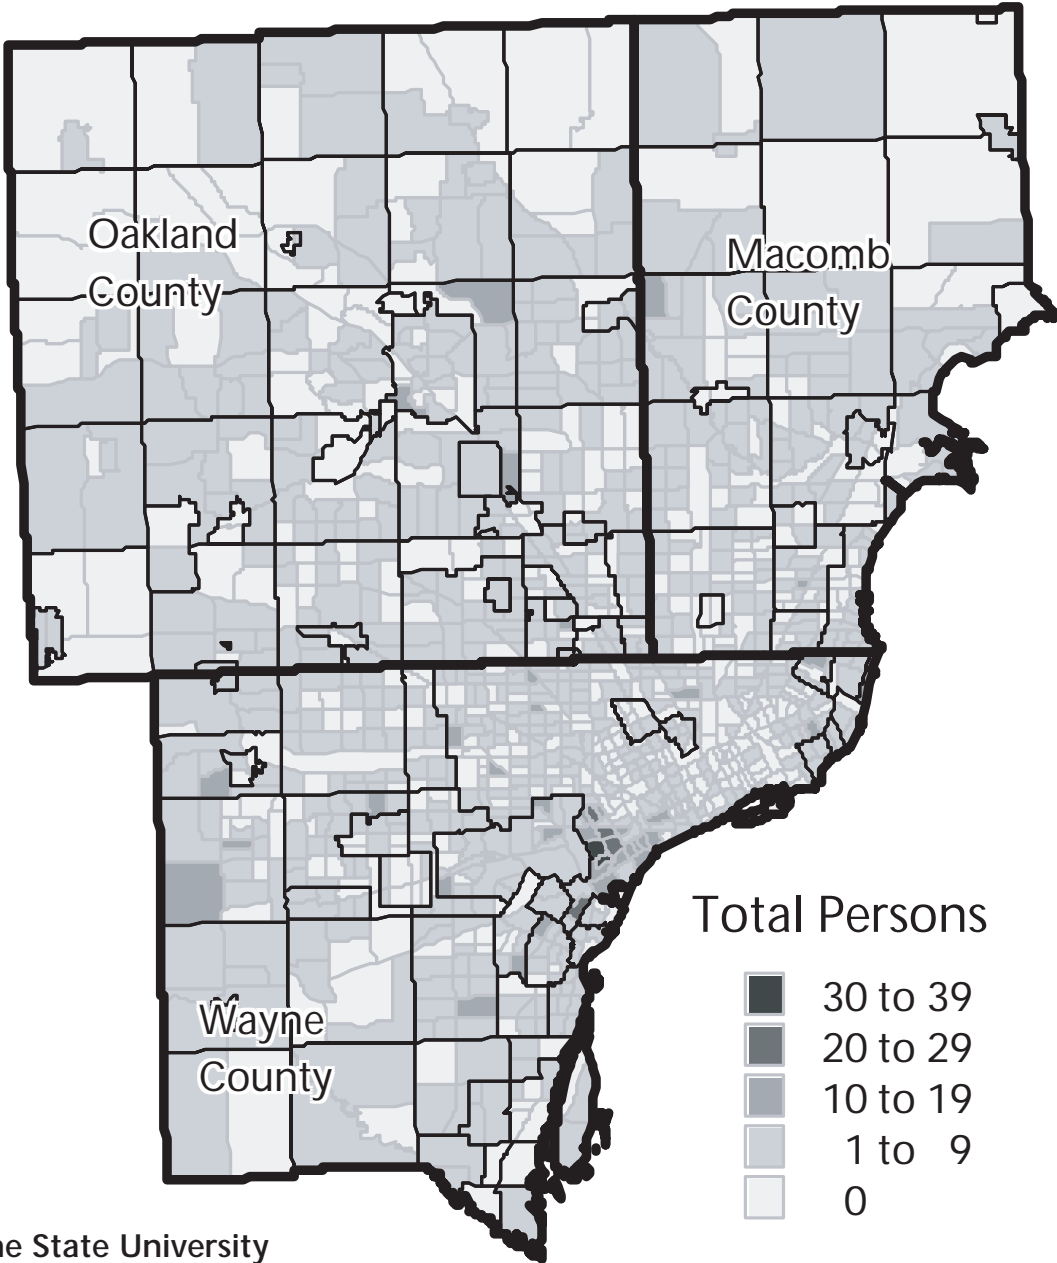 Oakland
County
Macomb
County
Wayne
County
Total Persons
30 to 39
20 to 29
10 to 19
1 to 9
0
ne State University